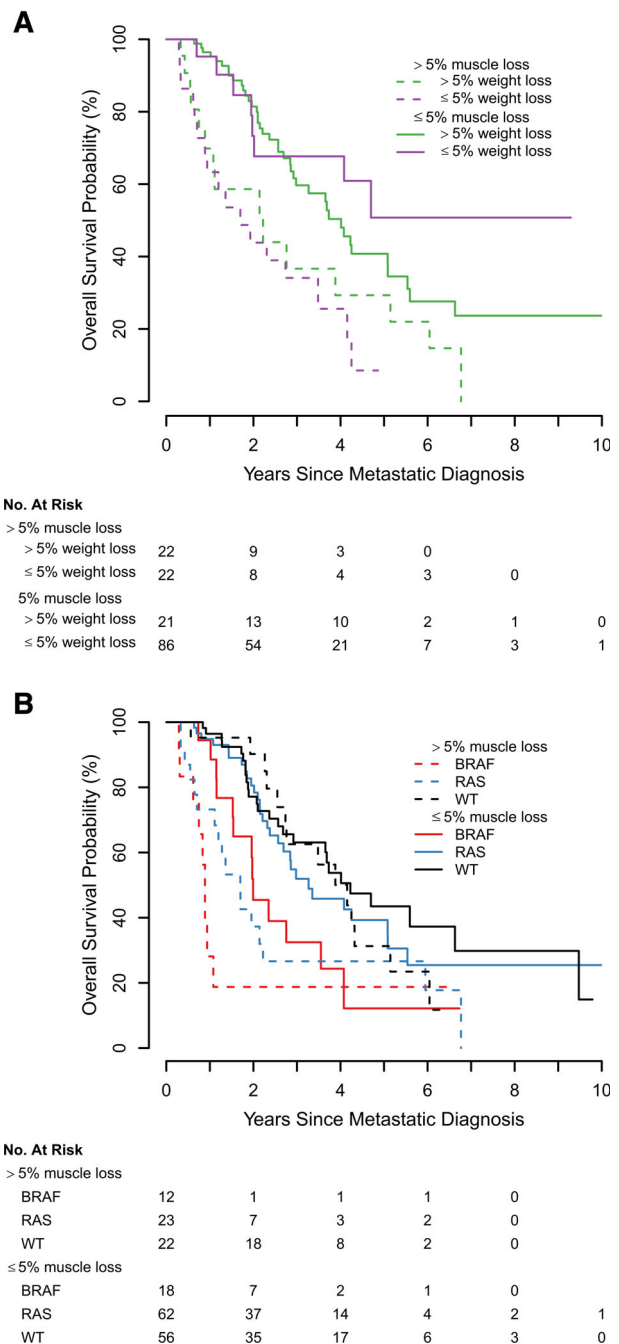 A
Overall Survival Probability (%)
100
80
60
40
20
0
> 5% muscle loss
> 5% weight loss
≤ 5% weight loss
≤ 5% muscle loss
> 5% weight loss
≤ 5% weight loss
0 2 4 6 8 10
Years Since Metastatic Diagnosis
No. At Risk
> 5% muscle loss
> 5% weight loss 22 9 3 0
≤ 5% weight loss 22 8 4 3 0
5% muscle loss
> 5% weight loss 21 13 10 2 1 0
≤ 5% weight loss 86 54 21 7 3 1
B
Overall Survival Probability (%)
100
80
60
40
20
0
> 5% muscle loss
BRAF
RAS
WT
≤ 5% muscle loss
BRAF
RAS
WT
0 2 4 6 8 10
Years Since Metastatic Diagnosis
No. At Risk
> 5% muscle loss
BRAF 12 1 1 1 0
RAS 23 7 3 2 0
WT 22 18 8 2 0
≤ 5% muscle loss
BRAF 18 7 2 1 0
RAS 62 37 14 4 2 1
WT 56 35 17 6 3 0